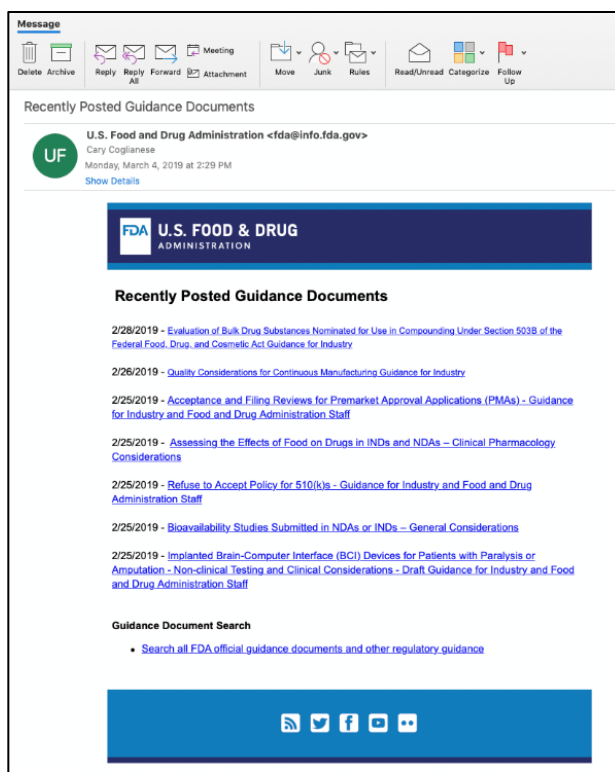 Message
Meeting
Delete Archive Reply Reply All Forward Attachment Move Junk Rules Read/Unread Categorize Follow Up
Recently Posted Guidance Documents
UF
U.S. Food and Drug Administration <fda@info.fda.gov>
Cary Coglianese
Monday, March 4, 2019 at 2:29 PM
Show Details
FDA U.S. FOOD & DRUG
ADMINISTRATION
Recently Posted Guidance Documents
2/28/2019 - Evaluation of Bulk Drug Substances Nominated for Use in Compounding Under Section 503B of the
Federal Food, Drug, and Cosmetic Act Guidance for Industry
2/26/2019 - Quality Considerations for Continuous Manufacturing Guidance for Industry
2/25/2019 - Acceptance and Filing Reviews for Premarket Approval Applications (PMAs) - Guidance
for Industry and Food and Drug Administration Staff
2/25/2019 - Assessing the Effects of Food on Drugs in INDs and NDAs – Clinical Pharmacology
Considerations
2/25/2019 - Refuse to Accept Policy for 510(k)s - Guidance for Industry and Food and Drug
Administration Staff
2/25/2019 - Bioavailability Studies Submitted in NDAs or INDs – General Considerations
2/25/2019 - Implanted Brain-Computer Interface (BCI) Devices for Patients with Paralysis or
Amputation - Non-clinical Testing and Clinical Considerations - Draft Guidance for Industry and Food
and Drug Administration Staff
Guidance Document Search
• Search all FDA official guidance documents and other regulatory guidance